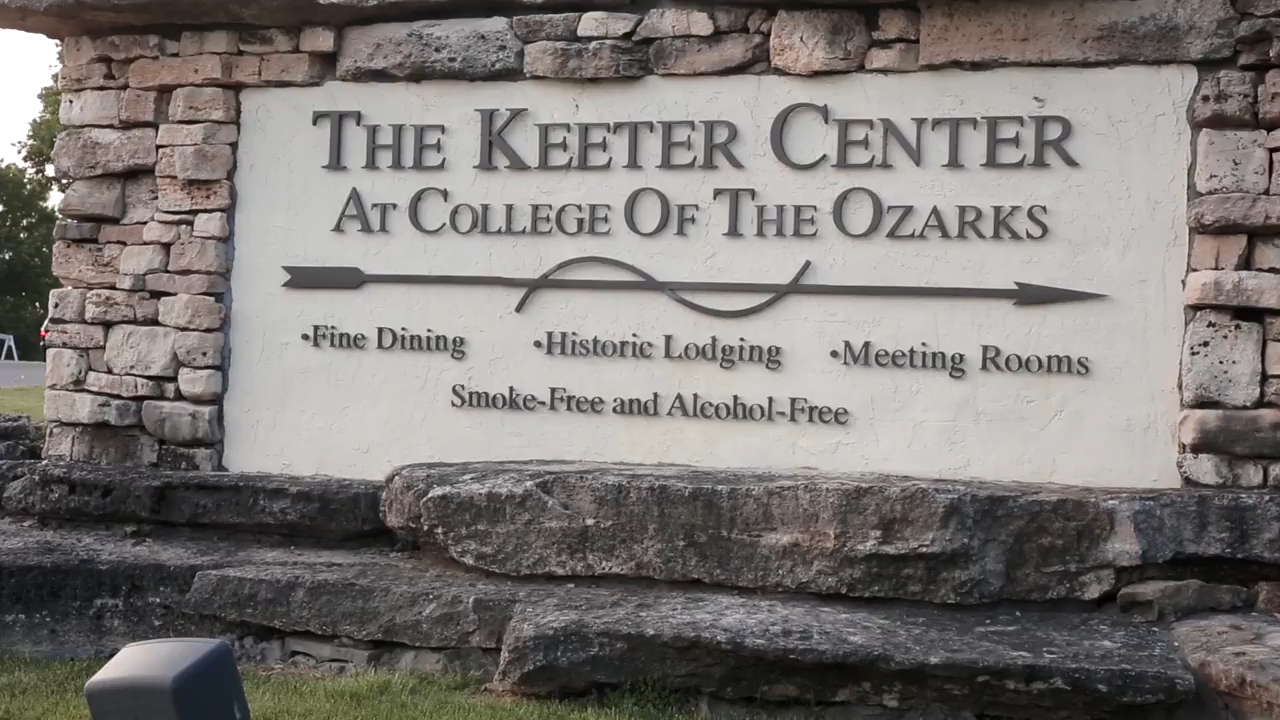 THE KEETER CENTER
AT COLLEGE OF THE OZARKS
•Fine Dining •Historic Lodging •Meeting Rooms
Smoke-Free and Alcohol-Free